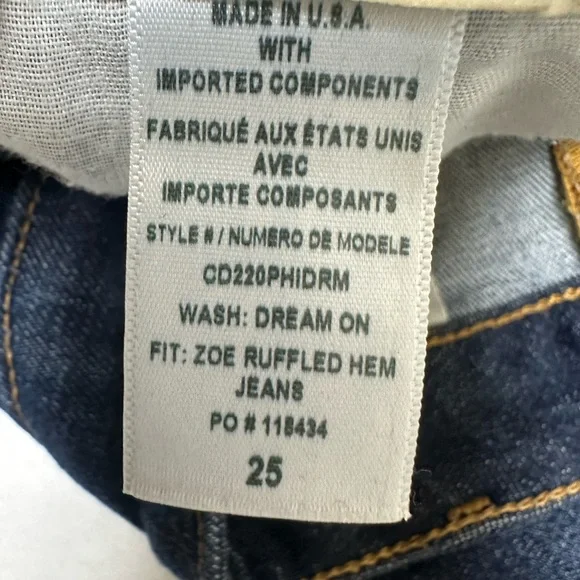 MADE IN U.S.A.
WITH
IMPORTED COMPONENTS
FABRIQUÉ AUX ÉTATS UNIS
AVEC
IMPORTE COMPOSANTS
STYLE # / NUMERO DE MODELE
CD220PHIDRM
WASH: DREAM ON
FIT: ZOE RUFFLED HEM
JEANS
PO # 118434
25